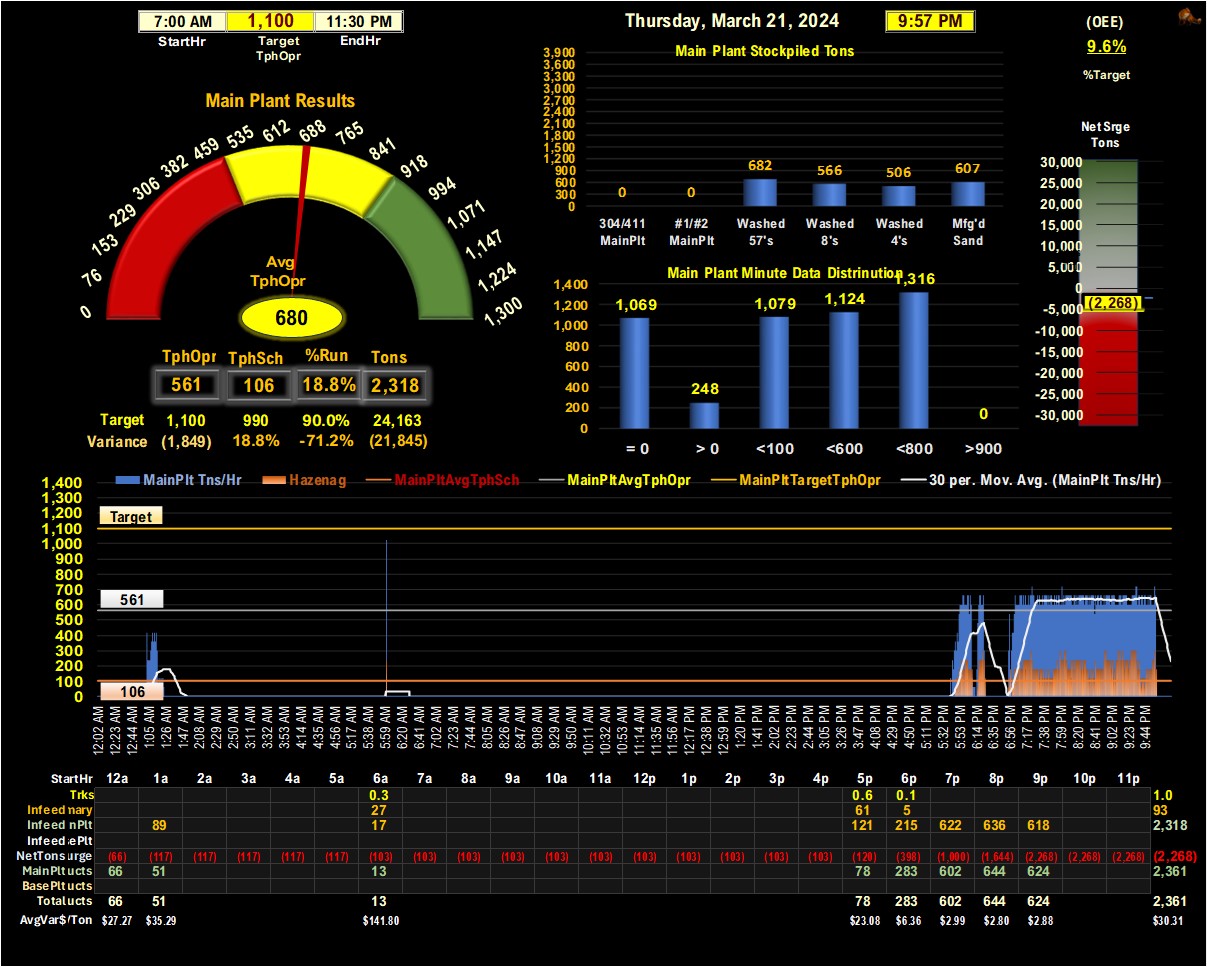 7:00 AM 1,100 11:30 PM
StartHr Target TphOpr EndHr
Thursday, March 21, 2024 9:57 PM
(OEE)
9.6%
%Target
Main Plant Results
0 76 153 229 306 382 459 535 612 688 765 841 918 994 1,071 1,147 1,224 1,300
Avg
TphOpr
680
TphOpr TphSch %Run Tons
561 106 18.8% 2,318
Target 1,100 990 90.0% 24,163
Variance (1,849) 18.8% -71.2% (21,845)
Main Plant Stockpiled Tons
3,900
3,600
3,300
3,000
2,700
2,400
2,100
1,800
1,500
1,200
900
600
300
0
0 0 682 566 506 607
304/411 #1/#2 Washed Washed Washed Mfg'd
MainPlt MainPlt 57's 8's 4's Sand
Main Plant Minute Data Distrinution
1,400
1,200
1,000
800
600
400
200
0
1,069 248 1,079 1,124 1,316 0
= 0 > 0 <100 <600 <800 >900
Net Srge
Tons
30,000
25,000
20,000
15,000
10,000
5,000
0
(2,268)
-5,000
-10,000
-15,000
-20,000
-25,000
-30,000
MainPlt Tns/Hr Hazenag MainPltAvgTphSch MainPltAvgTphOpr MainPltTargetTphOpr 30 per. Mov. Avg. (MainPlt Tns/Hr)
1,400
1,300
1,200
1,100
1,000
900
800
700
600
500
400
300
200
100
0
Target
561
106
12:02 AM 12:23 AM 12:44 AM 1:05 AM 1:26 AM 1:47 AM 2:08 AM 2:29 AM 2:50 AM 3:11 AM 3:32 AM 3:53 AM 4:14 AM 4:35 AM 4:56 AM 5:17 AM 5:38 AM 5:59 AM 6:20 AM 6:41 AM 7:02 AM 7:23 AM 7:44 AM 8:05 AM 8:26 AM 8:47 AM 9:08 AM 9:29 AM 9:50 AM 10:11 AM 10:32 AM 10:53 AM 11:14 AM 11:35 AM 11:56 AM 12:17 PM 12:38 PM 12:59 PM 1:20 PM 1:41 PM 2:02 PM 2:23 PM 2:44 PM 3:05 PM 3:26 PM 3:47 PM 4:08 PM 4:29 PM 4:50 PM 5:11 PM 5:32 PM 5:53 PM 6:14 PM 6:35 PM 6:56 PM 7:17 PM 7:38 PM 7:59 PM 8:20 PM 8:41 PM 9:02 PM 9:23 PM 9:44 PM
StartHr 12a 1a 2a 3a 4a 5a 6a 7a 8a 9a 10a 11a 12p 1p 2p 3p 4p 5p 6p 7p 8p 9p 10p 11p
Trks 0.3 0.6 0.1 1.0
Infeed nary 27 61 5 93
Infeed nPlt 89 17 121 215 622 636 618 2,318
Infeed ePlt
NetTons urge (66) (117) (117) (117) (117) (117) (103) (103) (103) (103) (103) (103) (103) (103) (103) (103) (103) (120) (398) (1,000) (1,644) (2,268) (2,268) (2,268) (2,268)
MainPlt ucts 66 51 13 78 283 602 644 624 2,361
BasePlt ucts
Total ucts 66 51 13 78 283 602 644 624 2,361
AvgVar$/Ton $27.27 $35.29 $141.80 $23.08 $6.36 $2.99 $2.80 $2.88 $30.31